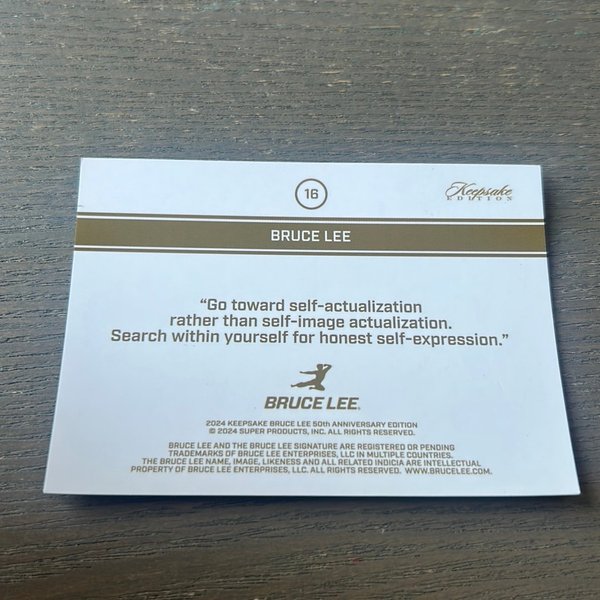 16
Keepsake
EDITION
BRUCE LEE
“Go toward self-actualization
rather than self-image actualization.
Search within yourself for honest self-expression.”
BRUCE LEE®
2024 KEEPSAKE BRUCE LEE 50th ANNIVERSARY EDITION
© 2024 SUPER PRODUCTS, INC. ALL RIGHTS RESERVED.
BRUCE LEE AND THE BRUCE LEE SIGNATURE ARE REGISTERED OR PENDING
TRADEMARKS OF BRUCE LEE ENTERPRISES, LLC IN MULTIPLE COUNTRIES.
THE BRUCE LEE NAME, IMAGE, LIKENESS AND ALL RELATED INDICIA ARE INTELLECTUAL
PROPERTY OF BRUCE LEE ENTERPRISES, LLC. ALL RIGHTS RESERVED. WWW.BRUCELEE.COM.